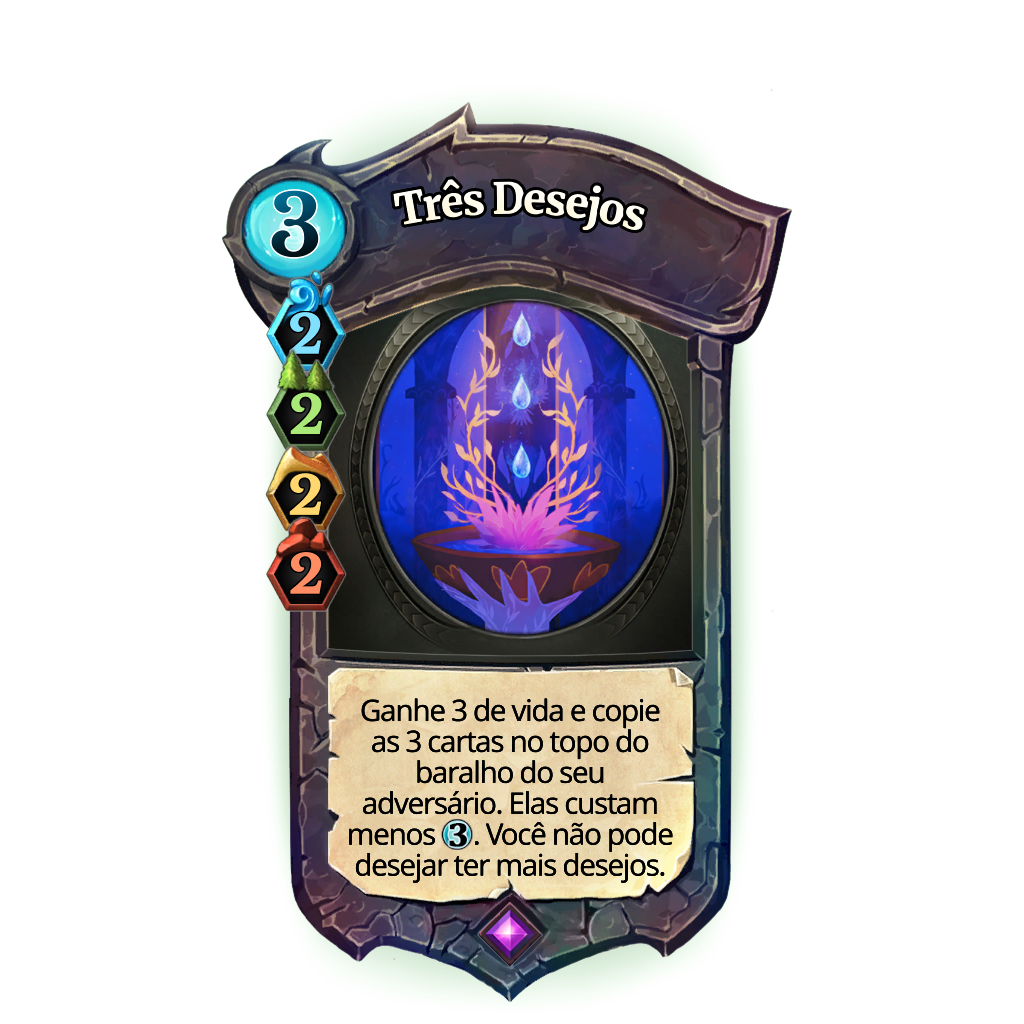 Três Desejos
3
2
2
2
2
Ganhe 3 de vida e copie
as 3 cartas no topo do
baralho do seu
adversário. Elas custam
menos 3. Você não pode
desejar ter mais desejos.